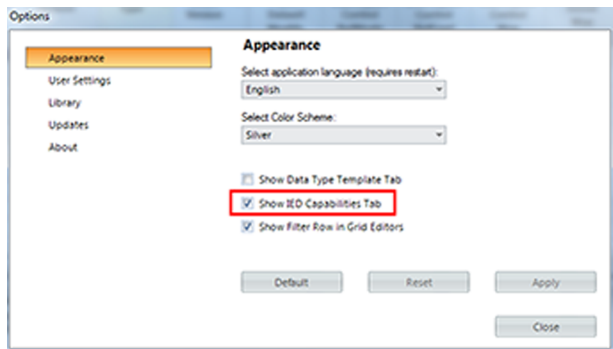 Options
Appearance
User Settings
Library
Updates
About
Appearance
Select application language (requires restart):
English
Select Color Scheme:
Silver
Show Data Type Template Tab
Show IED Capabilities Tab
Show Filter Row in Grid Editors
Default
Reset
Apply
Close